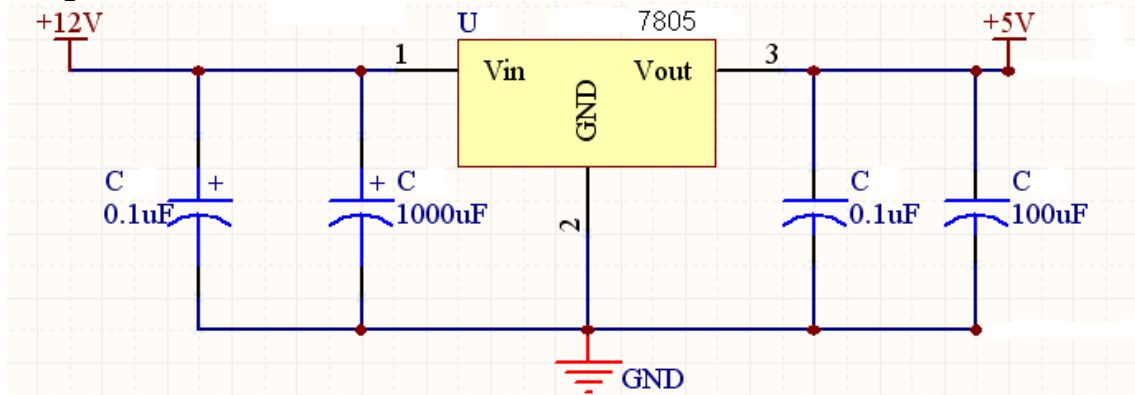 +12V
U
7805
+5V
1
Vin
Vout
3
GND
C
0.1uF
+
+
C
1000uF
2
C
0.1uF
C
100uF
GND